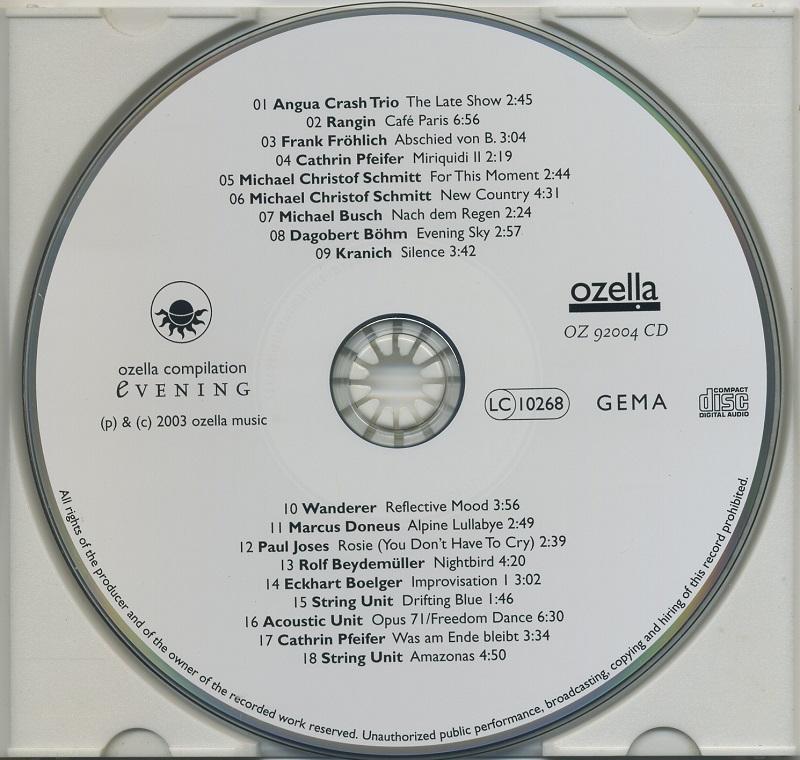 01 Angua Crash Trio The Late Show 2:45
02 Rangin Café Paris 6:56
03 Frank Fröhlich Abschied von B. 3:04
04 Cathrin Pfeifer Miriquidi II 2:19
05 Michael Christof Schmitt For This Moment 2:44
06 Michael Christof Schmitt New Country 4:31
07 Michael Busch Nach dem Regen 2:24
08 Dagobert Böhm Evening Sky 2:57
09 Kranich Silence 3:42
ozella
OZ 92004 CD
ozella compilation
EVENING
(p) & (c) 2003 ozella music
LC 10268
GEMA
COMPACT
disc
DIGITAL AUDIO
10 Wanderer Reflective Mood 3:56
11 Marcus Doneus Alpine Lullabye 2:49
12 Paul Joses Rosie (You Don't Have To Cry) 2:39
13 Rolf Beydemüller Nightbird 4:20
14 Eckhart Boelger Improvisation 1 3:02
15 String Unit Drifting Blue 1:46
16 Acoustic Unit Opus 71/Freedom Dance 6:30
17 Cathrin Pfeifer Was am Ende bleibt 3:34
18 String Unit Amazonas 4:50
All rights of the producer and of the owner of the recorded work reserved. Unauthorized public performance, broadcasting, copying and hiring of this record prohibited.